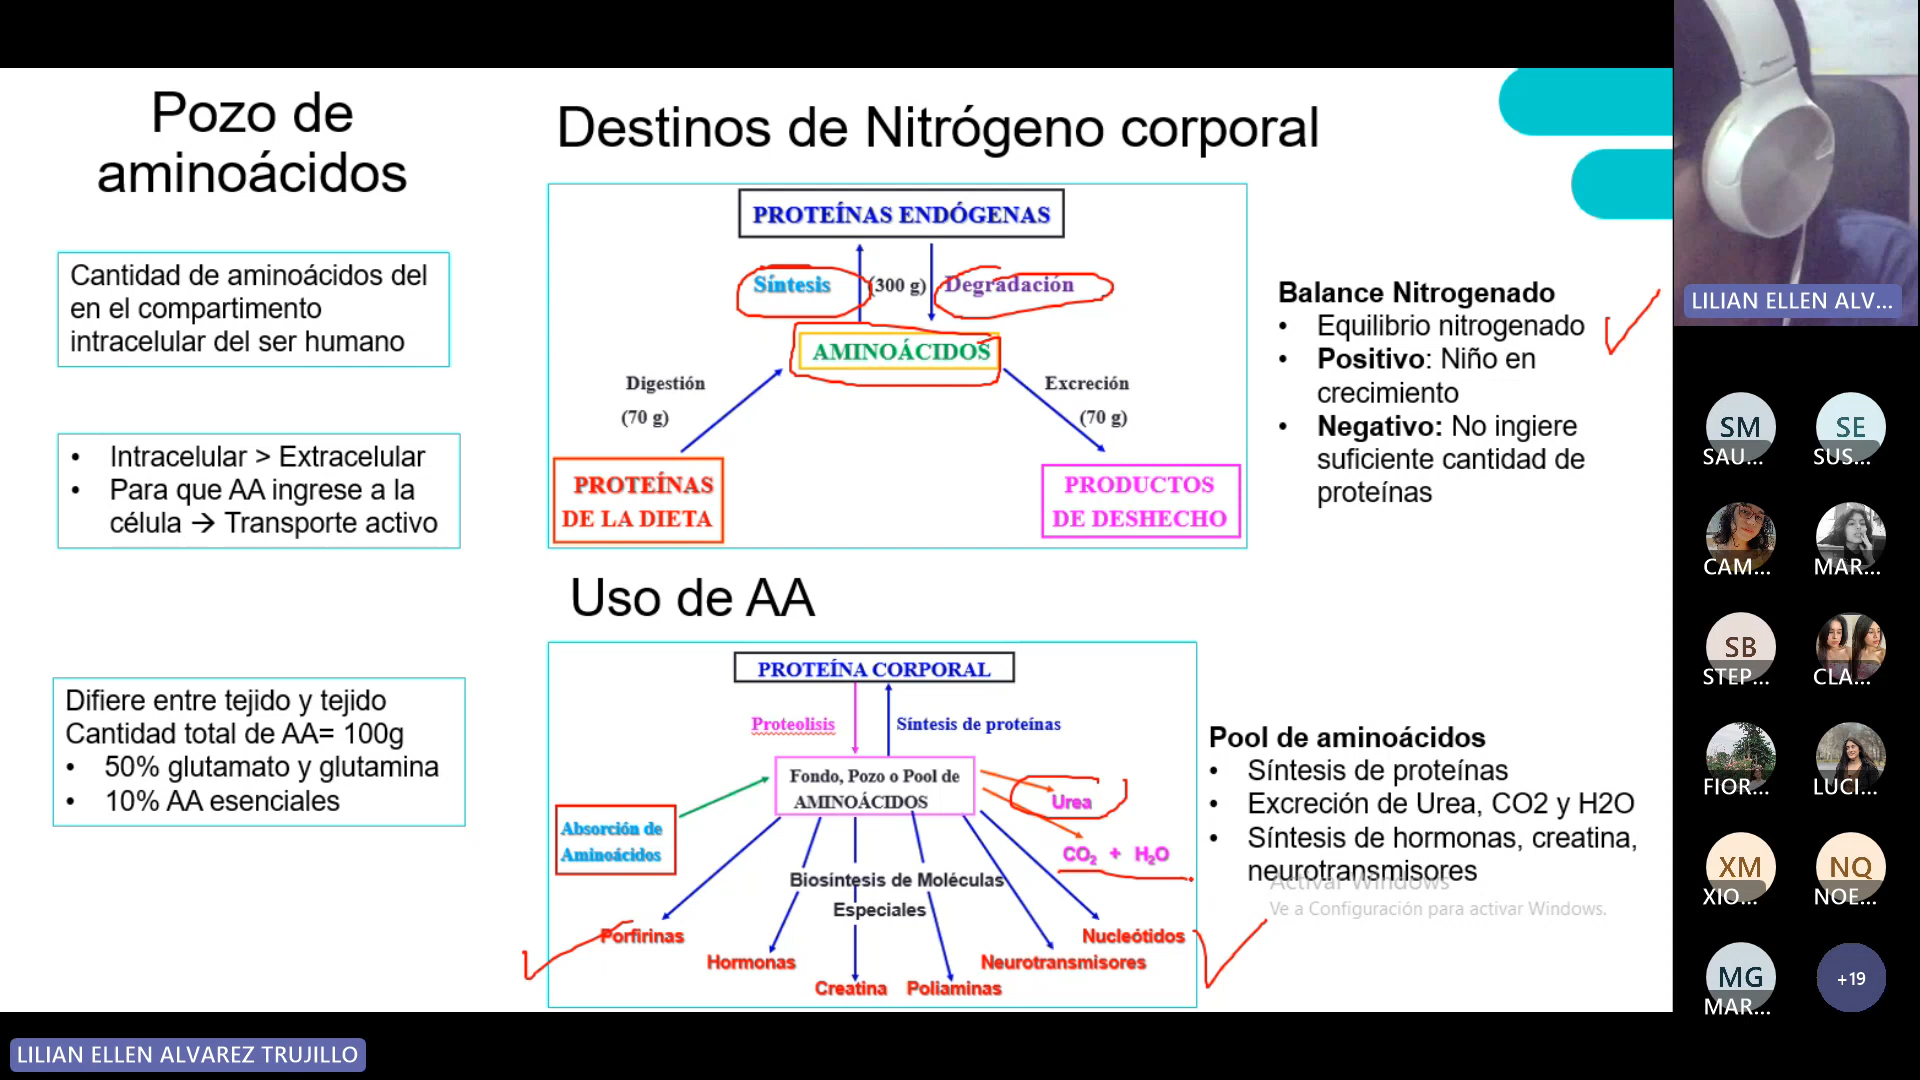 Pozo de
aminoácidos
Cantidad de aminoácidos del
en el compartimento
intracelular del ser humano
• Intracelular > Extracelular
• Para que AA ingrese a la
célula → Transporte activo
Difiere entre tejido y tejido
Cantidad total de AA= 100g
• 50% glutamato y glutamina
• 10% AA esenciales
Destinos de Nitrógeno corporal
PROTEÍNAS ENDÓGENAS
Síntesis (300 g) Degradación
AMINOÁCIDOS
Digestión
(70 g)
Excreción
(70 g)
PROTEÍNAS
DE LA DIETA
PRODUCTOS
DE DESHECHO
Balance Nitrogenado
• Equilibrio nitrogenado
• Positivo: Niño en
crecimiento
• Negativo: No ingiere
suficiente cantidad de
proteínas
Uso de AA
PROTEÍNA CORPORAL
Proteolisis
Síntesis de proteínas
Fondo, Pozo o Pool de
AMINOÁCIDOS
Urea
CO₂ + H₂O
Absorción de
Aminoácidos
Biosíntesis de Moléculas
Especiales
Porfirinas
Hormonas
Creatina
Poliaminas
Neurotransmisores
Nucleótidos
Pool de aminoácidos
• Síntesis de proteínas
• Excreción de Urea, CO2 y H2O
• Síntesis de hormonas, creatina,
neurotransmisores
Activar Windows
Ve a Configuración para activar Windows.
LILIAN ELLEN ALV...
SM
SAU...
SE
SUS...
CAM...
MAR...
SB
STEP...
CLA...
FIOR...
LUCI...
XM
XIO...
NQ
NOE...
MG
MAR...
+19
LILIAN ELLEN ALVAREZ TRUJILLO